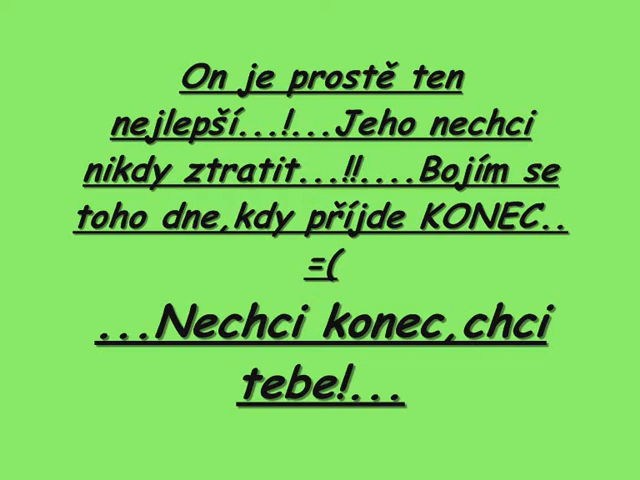 On je prostě ten
nejlepší...!...Jeho nechci
nikdy ztratit...!!....Bojím se
toho dne,kdy příjde KONEC..
=(
...Nechci konec,chci
tebe!...